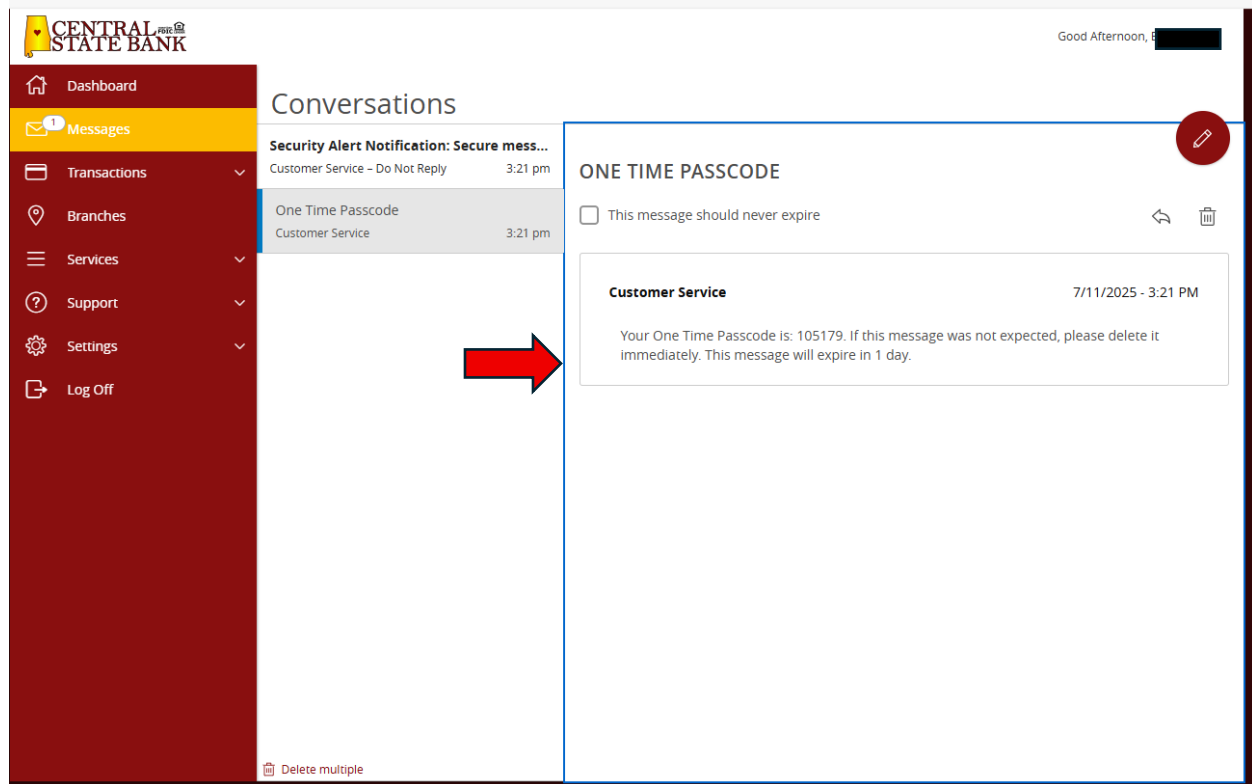 CENTRAL
STATE BANK
FDIC
Good Afternoon,
Dashboard
1
Messages
Transactions
Branches
Services
Support
Settings
Log Off
Conversations
Security Alert Notification: Secure mess...
Customer Service – Do Not Reply 3:21 pm
One Time Passcode
Customer Service 3:21 pm
Delete multiple
ONE TIME PASSCODE
This message should never expire
Customer Service 7/11/2025 - 3:21 PM
Your One Time Passcode is: 105179. If this message was not expected, please delete it
immediately. This message will expire in 1 day.